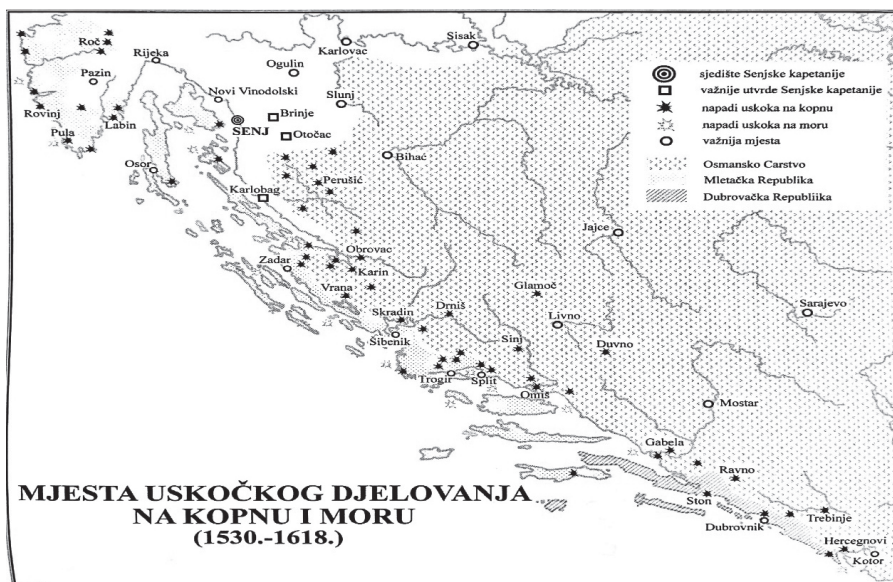 Sisak
Karlovac
Roč
Rijeka
Ogulin
Pazin
Novi Vinodolski
Slunj
Rovinj
Brinje
SENJ
Labin
Pula
Otočac
Bihać
Osor
Perušić
Karlobag
sjedište Senjske kapetanije
važnije utvrde Senjske kapetanije
napadi uskoka na kopnu
napadi uskoka na moru
važnija mjesta
Osmansko Carstvo
Mletačka Republika
Dubrovačka Republiika
Jajce
Obrovac
Zadar
Karin
Vrana
Glamoč
Sarajevo
Skradin
Drniš
Livno
Šibenik
Sinj
Duvno
Trogir
Split
Omiš
Mostar
Gabela
Ravno
Ston
Trebinje
Dubrovnik
Hercegnovi
Kotor
MJESTA USKOČKOG DJELOVANJA
NA KOPNU I MORU
(1530.-1618.)